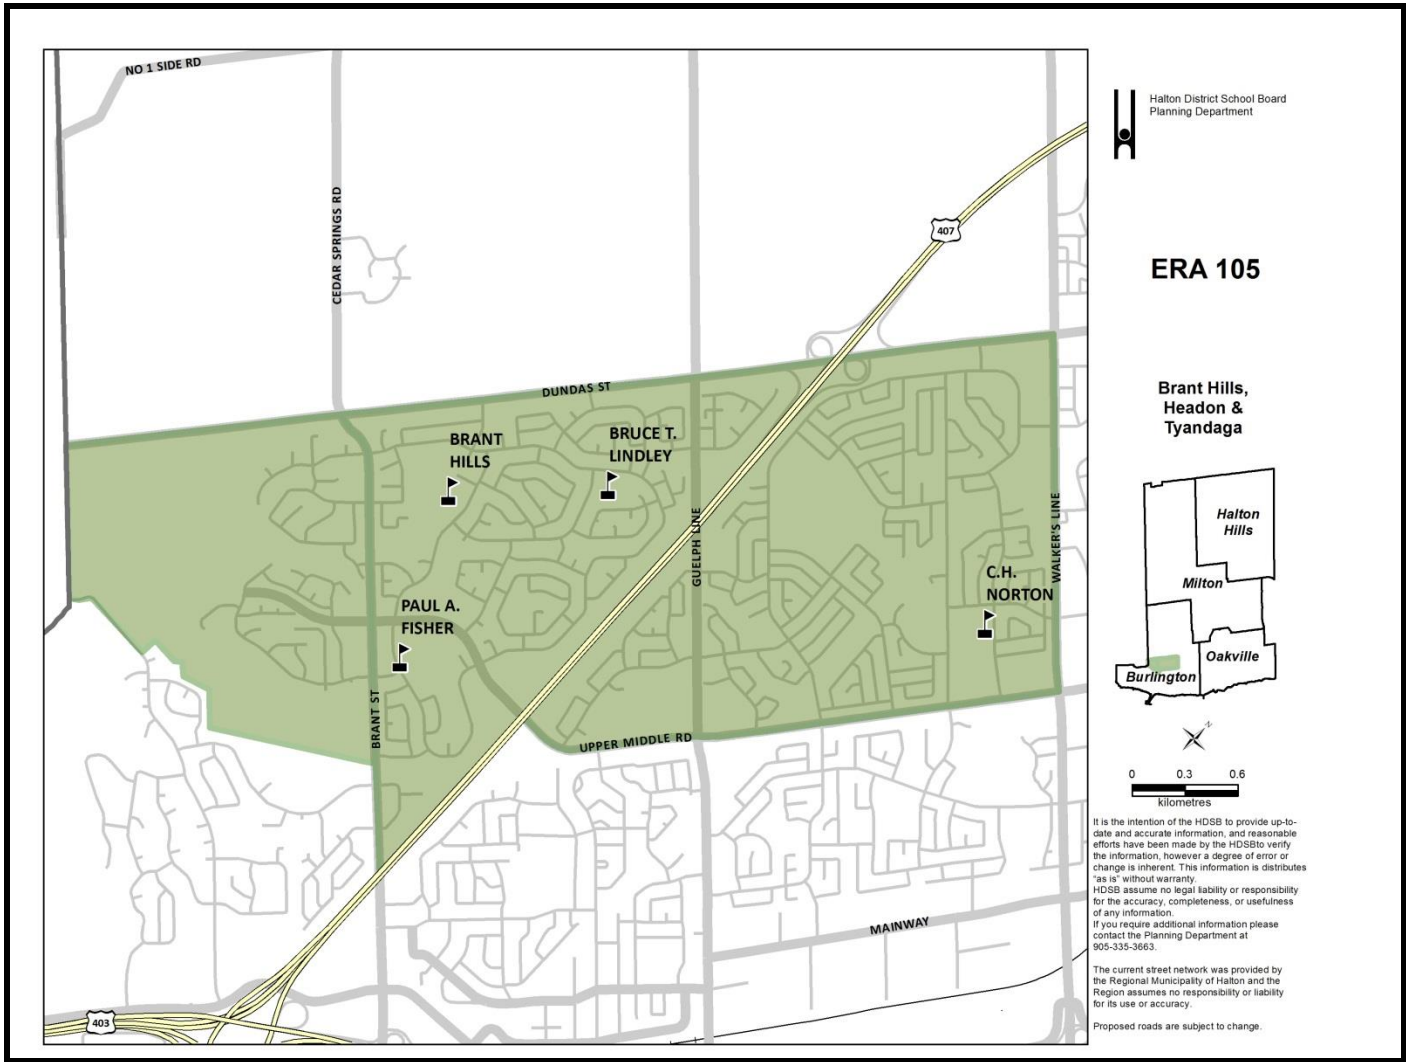 NO 1 SIDE RD
CEDAR SPRINGS RD
407
DUNDAS ST
BRANT
HILLS
BRUCE T.
LINDLEY
GUELPH LINE
WALKER'S LINE
C.H.
NORTON
PAUL A.
FISHER
BRANT ST
UPPER MIDDLE RD
MAINWAY
403
Halton District School Board
Planning Department
ERA 105
Brant Hills,
Headon &
Tyandaga
Halton
Hills
Milton
Oakville
Burlington
N
0 0.3 0.6
kilometres
It is the intention of the HDSB to provide up-to-
date and accurate information, and reasonable
efforts have been made by the HDSBto verify
the information, however a degree of error or
change is inherent. This information is distributes
"as is" without warranty.
HDSB assume no legal liability or responsibility
for the accuracy, completeness, or usefulness
of any information.
If you require additional information please
contact the Planning Department at
905-335-3663.
The current street network was provided by
the Regional Municipality of Halton and the
Region assumes no responsibility or liability
for its use or accuracy.
Proposed roads are subject to change.